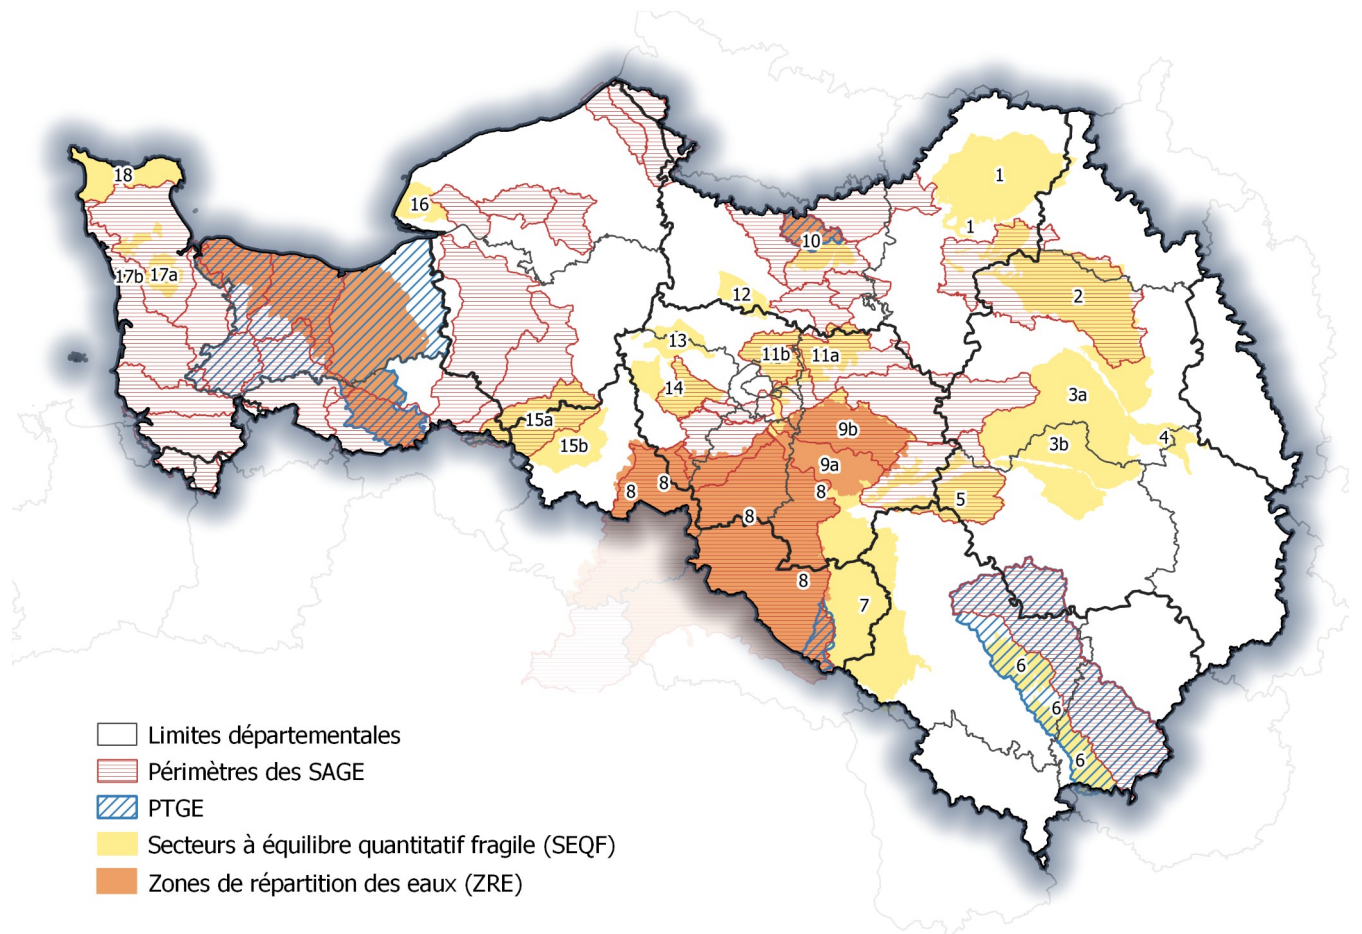 1
18
16
1
10
17b 17a
12
2
13
11b
11a
14
3a
15a
9b
3b
4
15b
9a
8
8
8
5
8
8
7
6
6
6
Limites départementales
Périmètres des SAGE
PTGE
Secteurs à équilibre quantitatif fragile (SEQF)
Zones de répartition des eaux (ZRE)